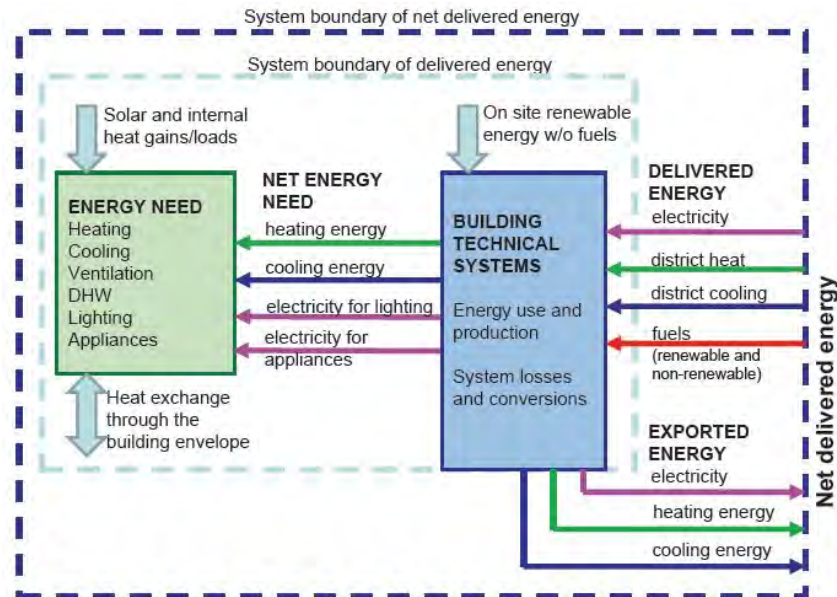 System boundary of net delivered energy
System boundary of delivered energy
Solar and internal
heat gains/loads
On site renewable
energy w/o fuels
ENERGY NEED
Heating
Cooling
Ventilation
DHW
Lighting
Appliances
NET ENERGY
NEED
heating energy
cooling energy
electricity for lighting
electricity for
appliances
BUILDING
TECHNICAL
SYSTEMS
Energy use and
production
System losses
and conversions
DELIVERED
ENERGY
electricity
district heat
district cooling
fuels
(renewable and
non-renewable)
Heat exchange
through the
building envelope
EXPORTED
ENERGY
electricity
heating energy
cooling energy
Net delivered energy